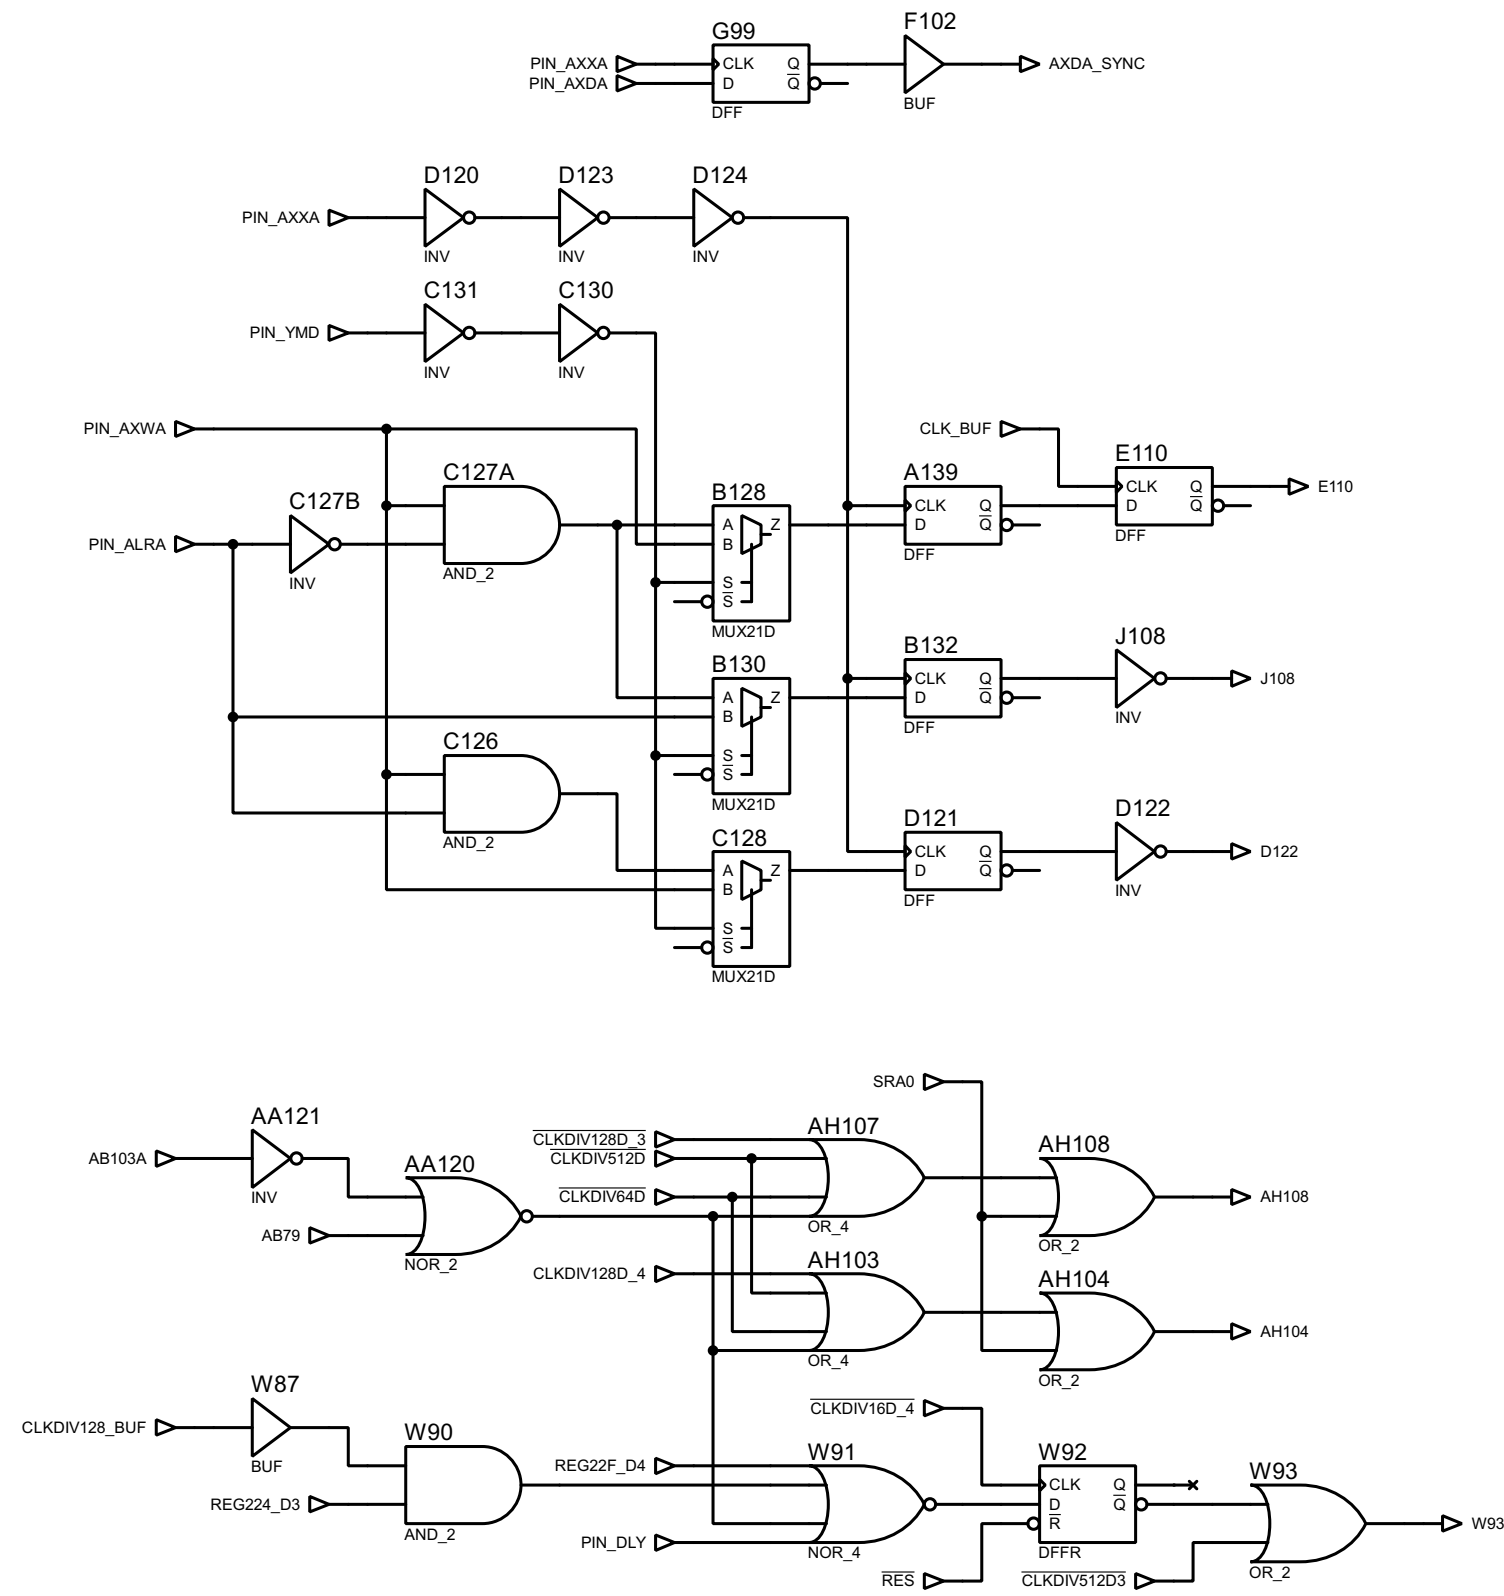 G99
F102
PIN_AXXA
CLK
Q
AXDA_SYNC
PIN_AXDA
D
Q
DFF
BUF
D120
D123
D124
PIN_AXXA
INV
INV
INV
C131
C130
PIN_YMD
INV
INV
PIN_AXWA
CLK_BUF
E110
C127A
A139
CLK
Q
E110
C127B
B128
CLK
Q
D
Q
PIN_ALRA
A
Z
D
Q
DFF
B
DFF
INV
AND_2
S
S
MUX21D
B132
J108
B130
CLK
Q
J108
A
Z
D
Q
B
DFF
INV
C126
S
S
MUX21D
D121
D122
AND_2
C128
CLK
Q
D122
A
Z
D
Q
B
DFF
INV
S
S
MUX21D
SRA0
AA121
AH107
CLKDIV128D_3
AH108
AB103A
CLKDIV512D
AA120
INV
CLKDIV64D
AH108
OR_4
AB79
OR_2
NOR_2
AH103
CLKDIV128D_4
AH104
AH104
OR_4
OR_2
W87
CLKDIV16D_4
CLKDIV128_BUF
W90
W91
W92
BUF
REG22F_D4
W93
CLK
Q
REG224_D3
D
Q
R
W93
AND_2
PIN_DLY
NOR_4
DFFR
OR_2
RES
CLKDIV512D3